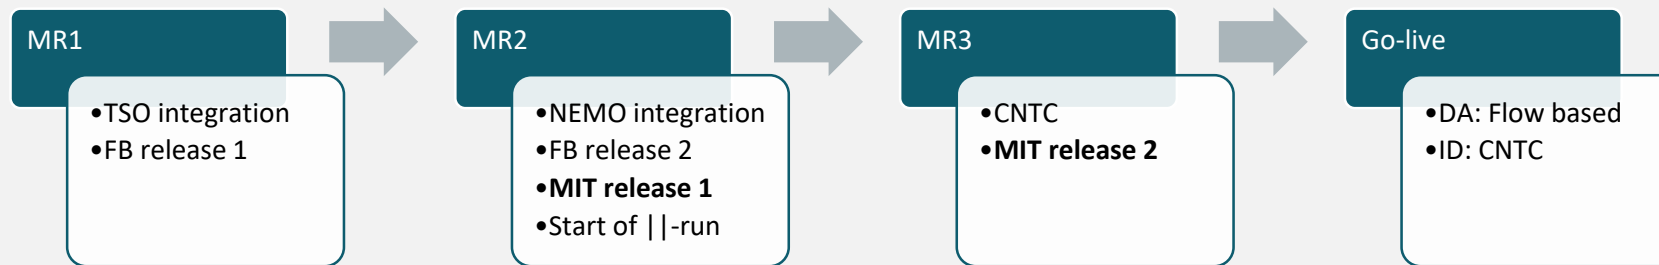 MR1
•TSO integration
•FB release 1
MR2
•NEMO integration
•FB release 2
•MIT release 1
•Start of ||-run
MR3
•CNTC
•MIT release 2
Go-live
•DA: Flow based
•ID: CNTC